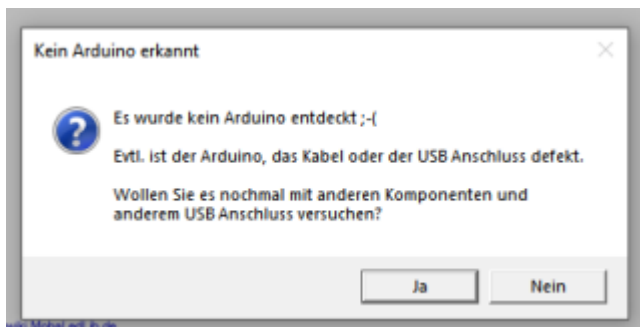 Kein Arduino erkannt
Es wurde kein Arduino entdeckt ;-(
Evtl. ist der Arduino, das Kabel oder der USB Anschluss defekt.
Wollen Sie es nochmal mit anderen Komponenten und
anderem USB Anschluss versuchen?
Ja
Nein